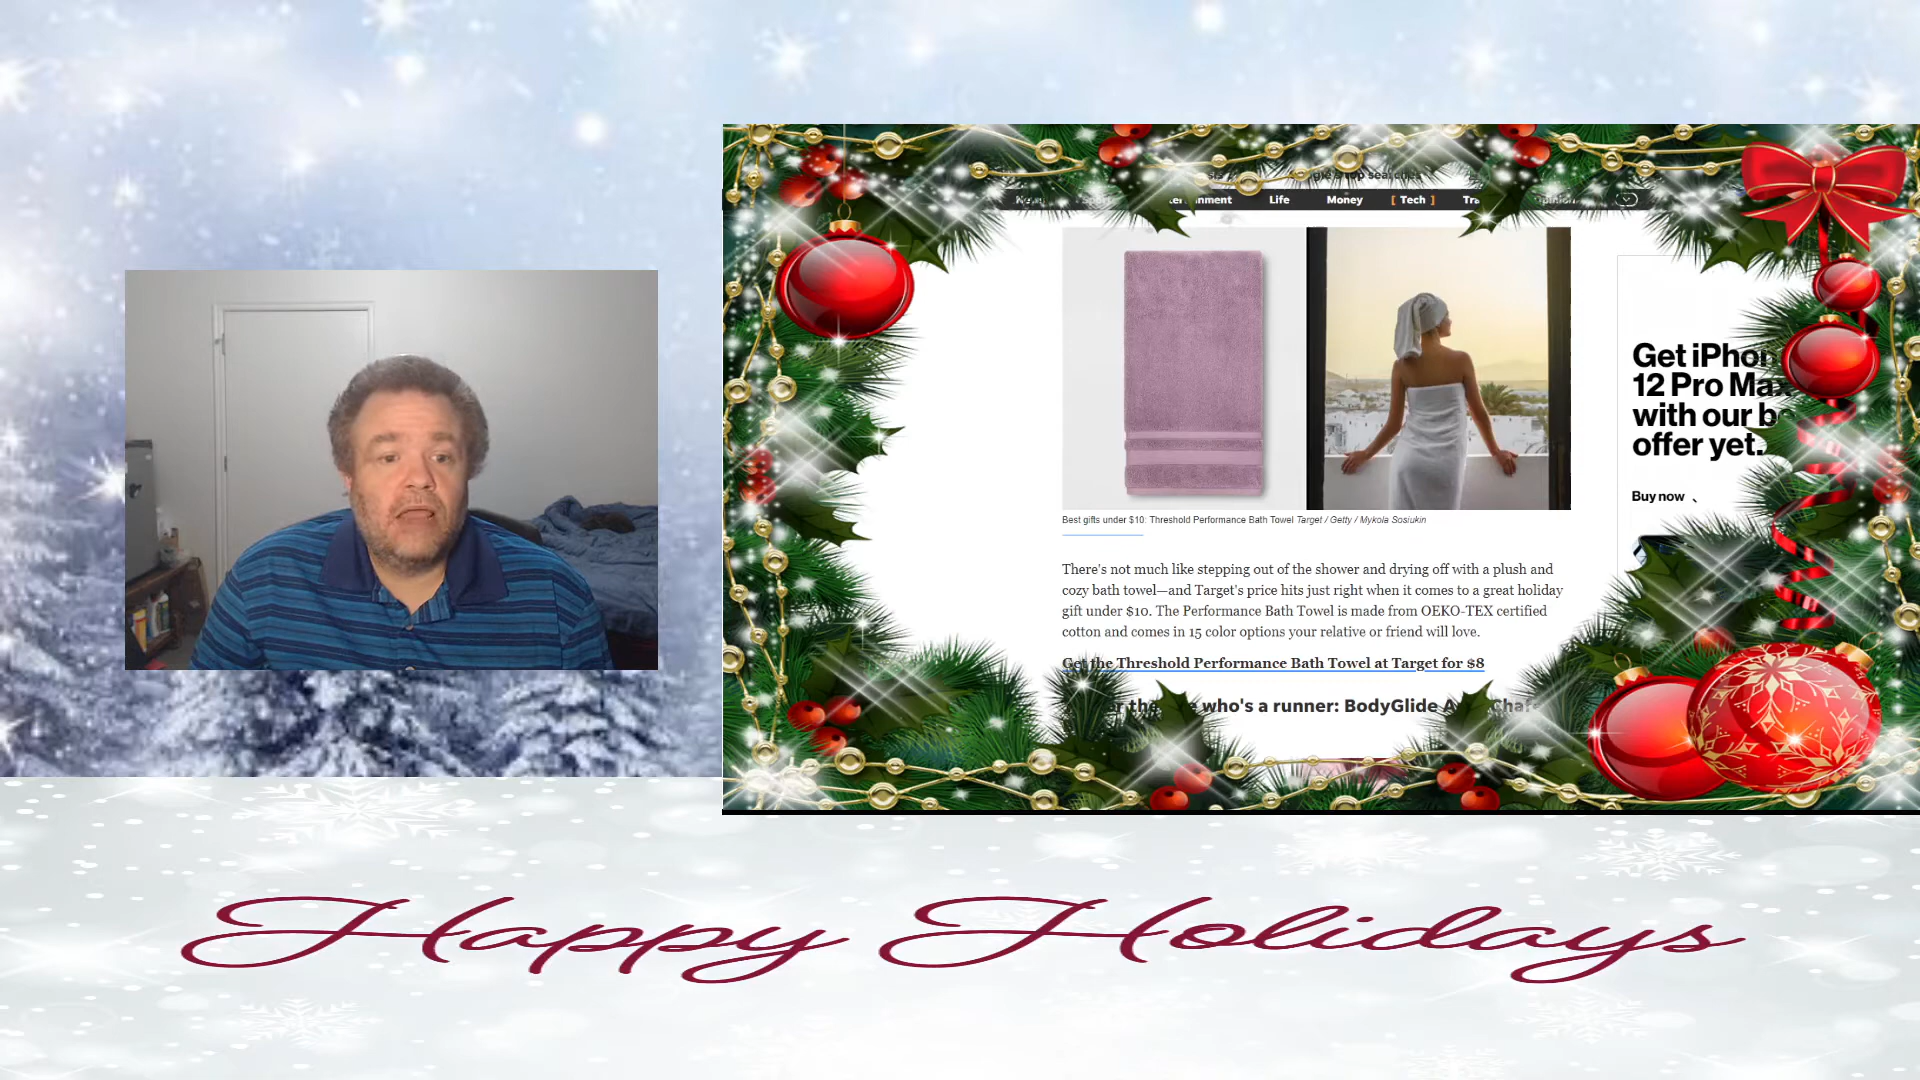 top searches
Life Money [ Tech ]
Best gifts under $10: Threshold Performance Bath Towel Target / Getty / Mykola Sosiukin
There's not much like stepping out of the shower and drying off with a plush and
cozy bath towel—and Target's price hits just right when it comes to a great holiday
gift under $10. The Performance Bath Towel is made from OEKO-TEX certified
cotton and comes in 15 color options your relative or friend will love.
Get the Threshold Performance Bath Towel at Target for $8
who's a runner: BodyGlide
Get iPhone
12 Pro Max
with our
offer yet.
Buy now
Happy Holidays